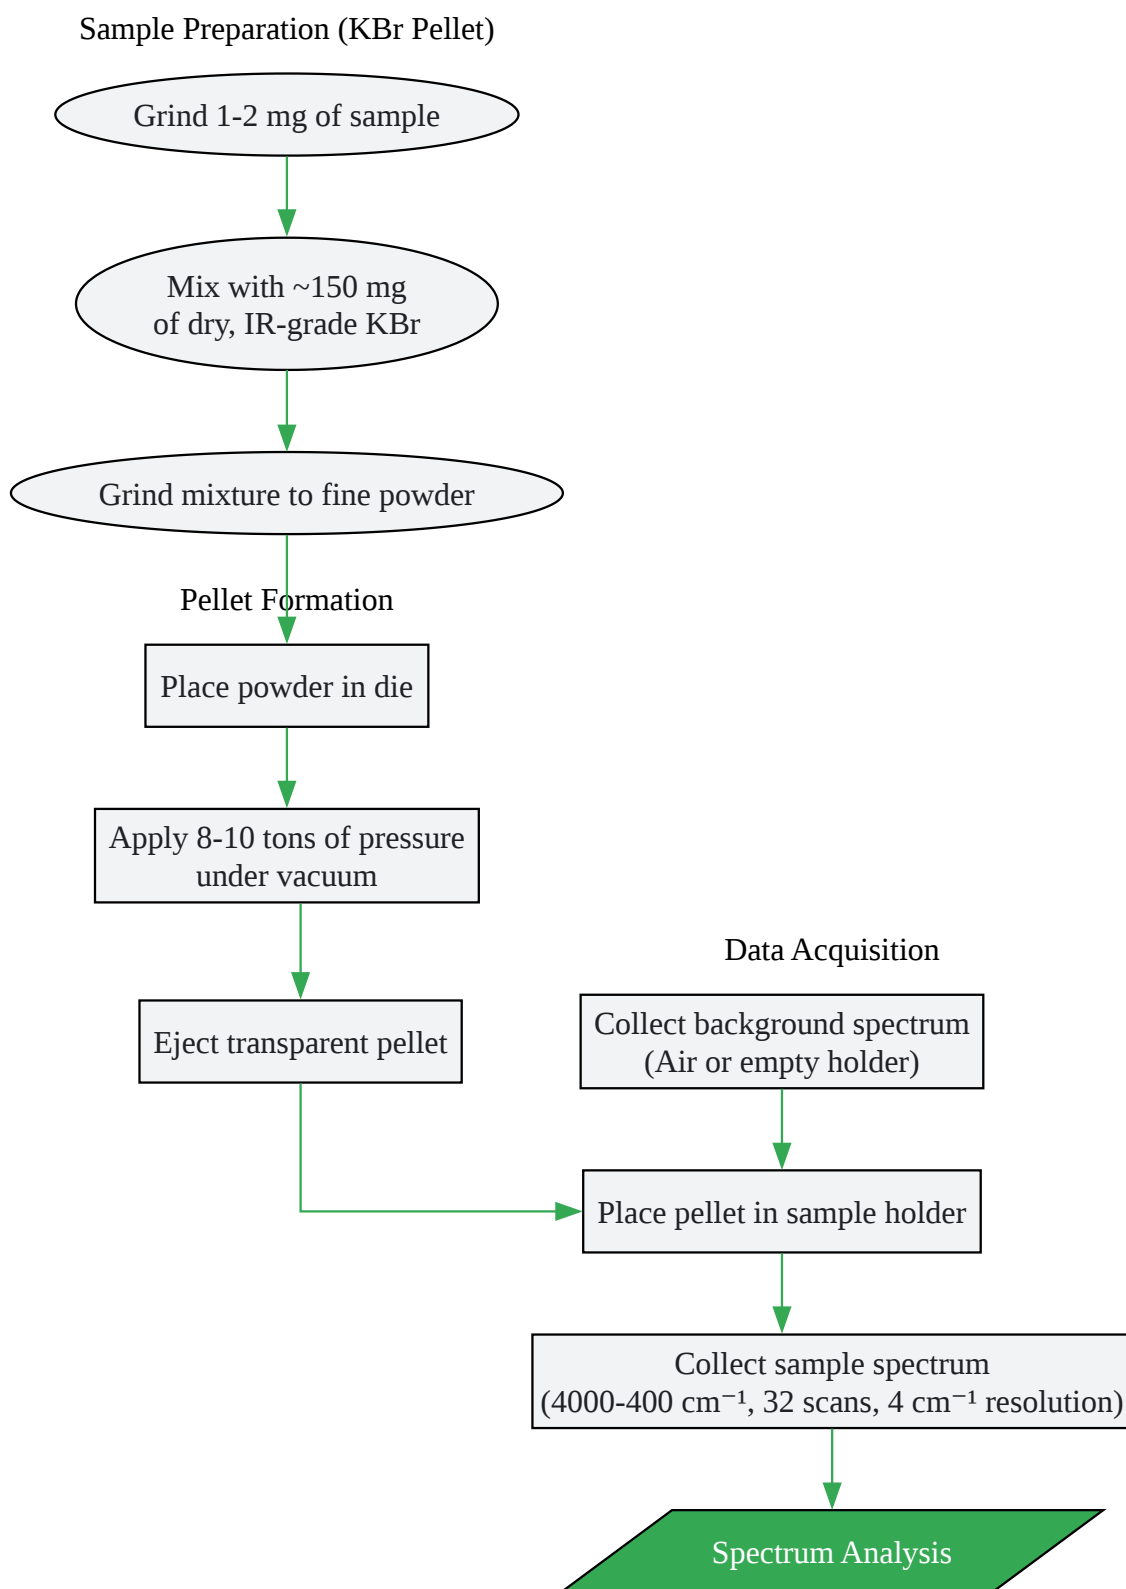 Sample Preparation (KBr Pellet)
Grind 1-2 mg of sample
Mix with ~150 mg
of dry, IR-grade KBr
Grind mixture to fine powder
Pellet Formation
Place powder in die
Apply 8-10 tons of pressure
under vacuum
Eject transparent pellet
Data Acquisition
Collect background spectrum
(Air or empty holder)
Place pellet in sample holder
Collect sample spectrum
(4000-400 cm⁻¹, 32 scans, 4 cm⁻¹ resolution)
Spectrum Analysis